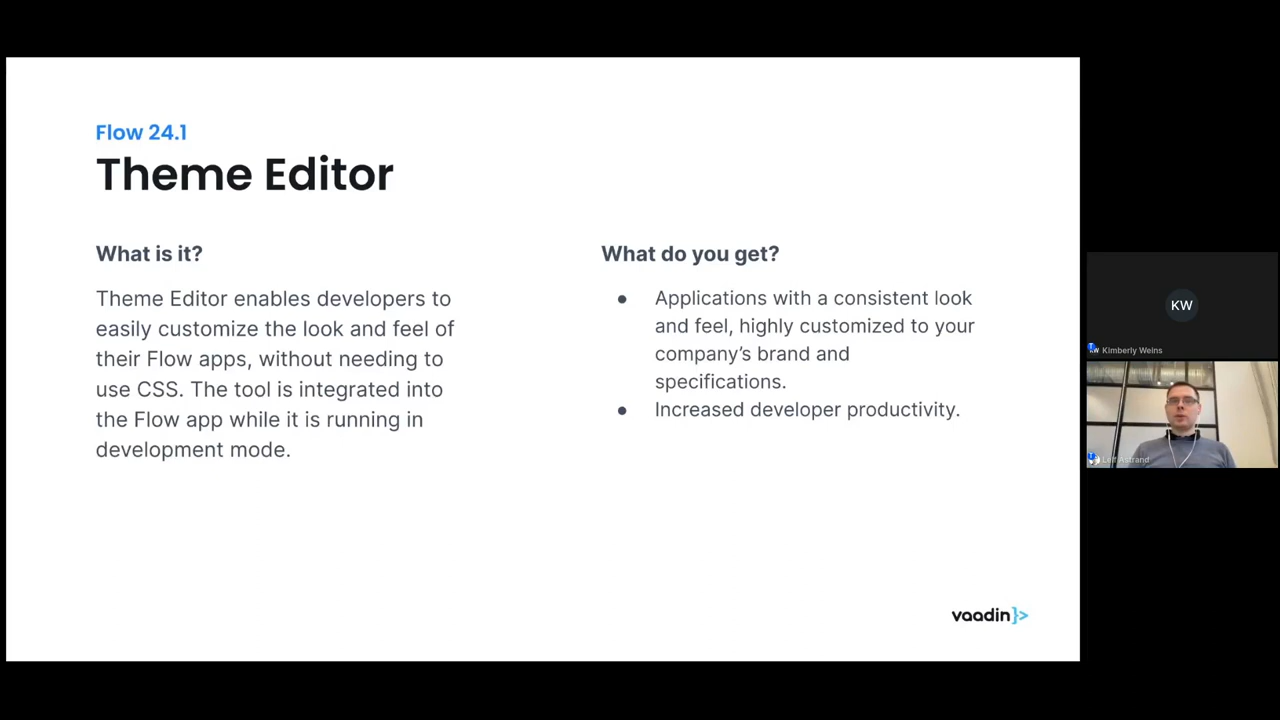 Flow 24.1
Theme Editor
What is it?
Theme Editor enables developers to
easily customize the look and feel of
their Flow apps, without needing to
use CSS. The tool is integrated into
the Flow app while it is running in
development mode.
What do you get?
● Applications with a consistent look
and feel, highly customized to your
company’s brand and
specifications.
● Increased developer productivity.
vaadin}>
KW
Kimberly Weins
Leif Åstrand